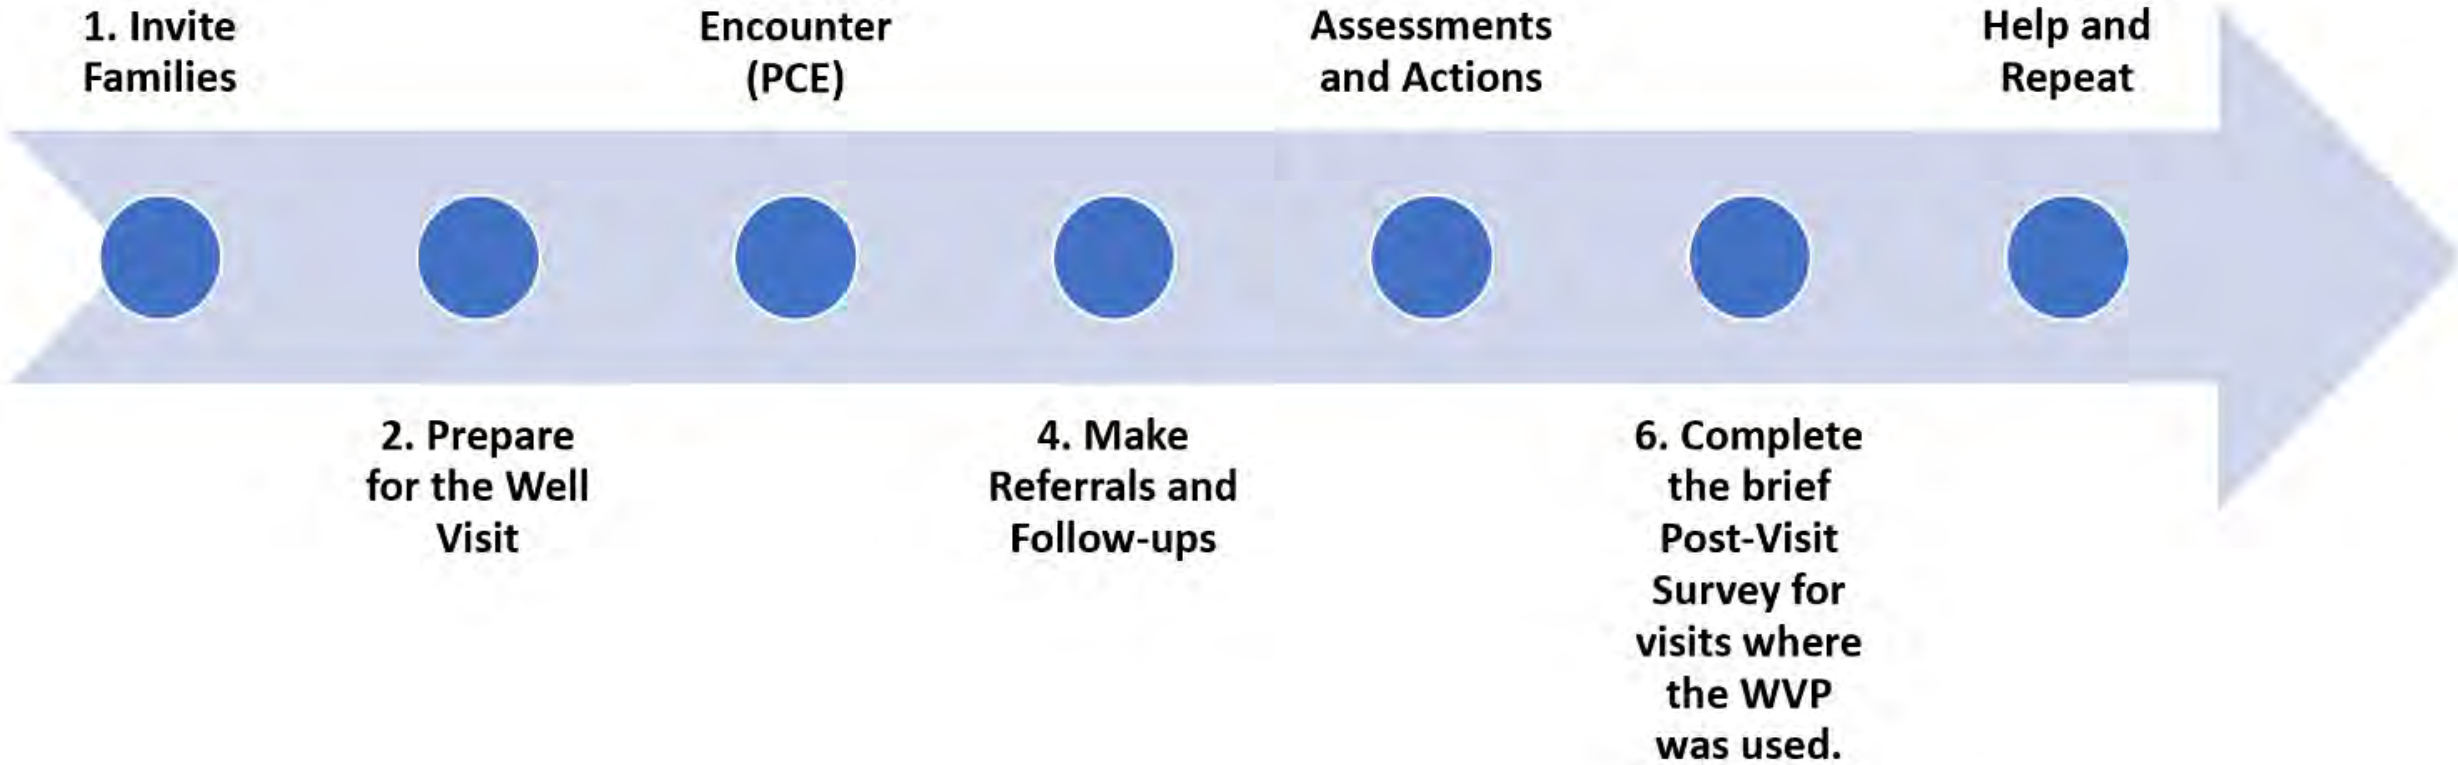 1. Invite
Families
2. Prepare
for the Well
Visit
Encounter
(PCE)
4. Make
Referrals and
Follow-ups
Assessments
and Actions
6. Complete
the brief
Post-Visit
Survey for
visits where
the WVP
was used.
Help and
Repeat